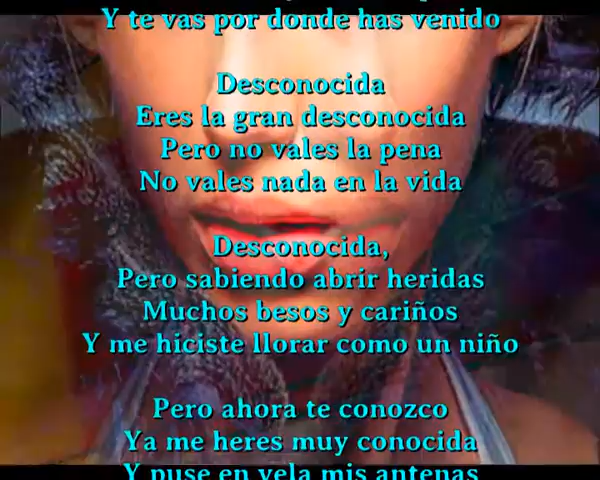 Y te vas por donde has venido
Desconocida
Eres la gran desconocida
Pero no vales la pena
No vales nada en la vida
Desconocida,
Pero sabiendo abrir heridas
Muchos besos y cariños
Y me hiciste llorar como un niño
Pero ahora te conozco
Ya me heres muy conocida
Y puse en vela mis antenas